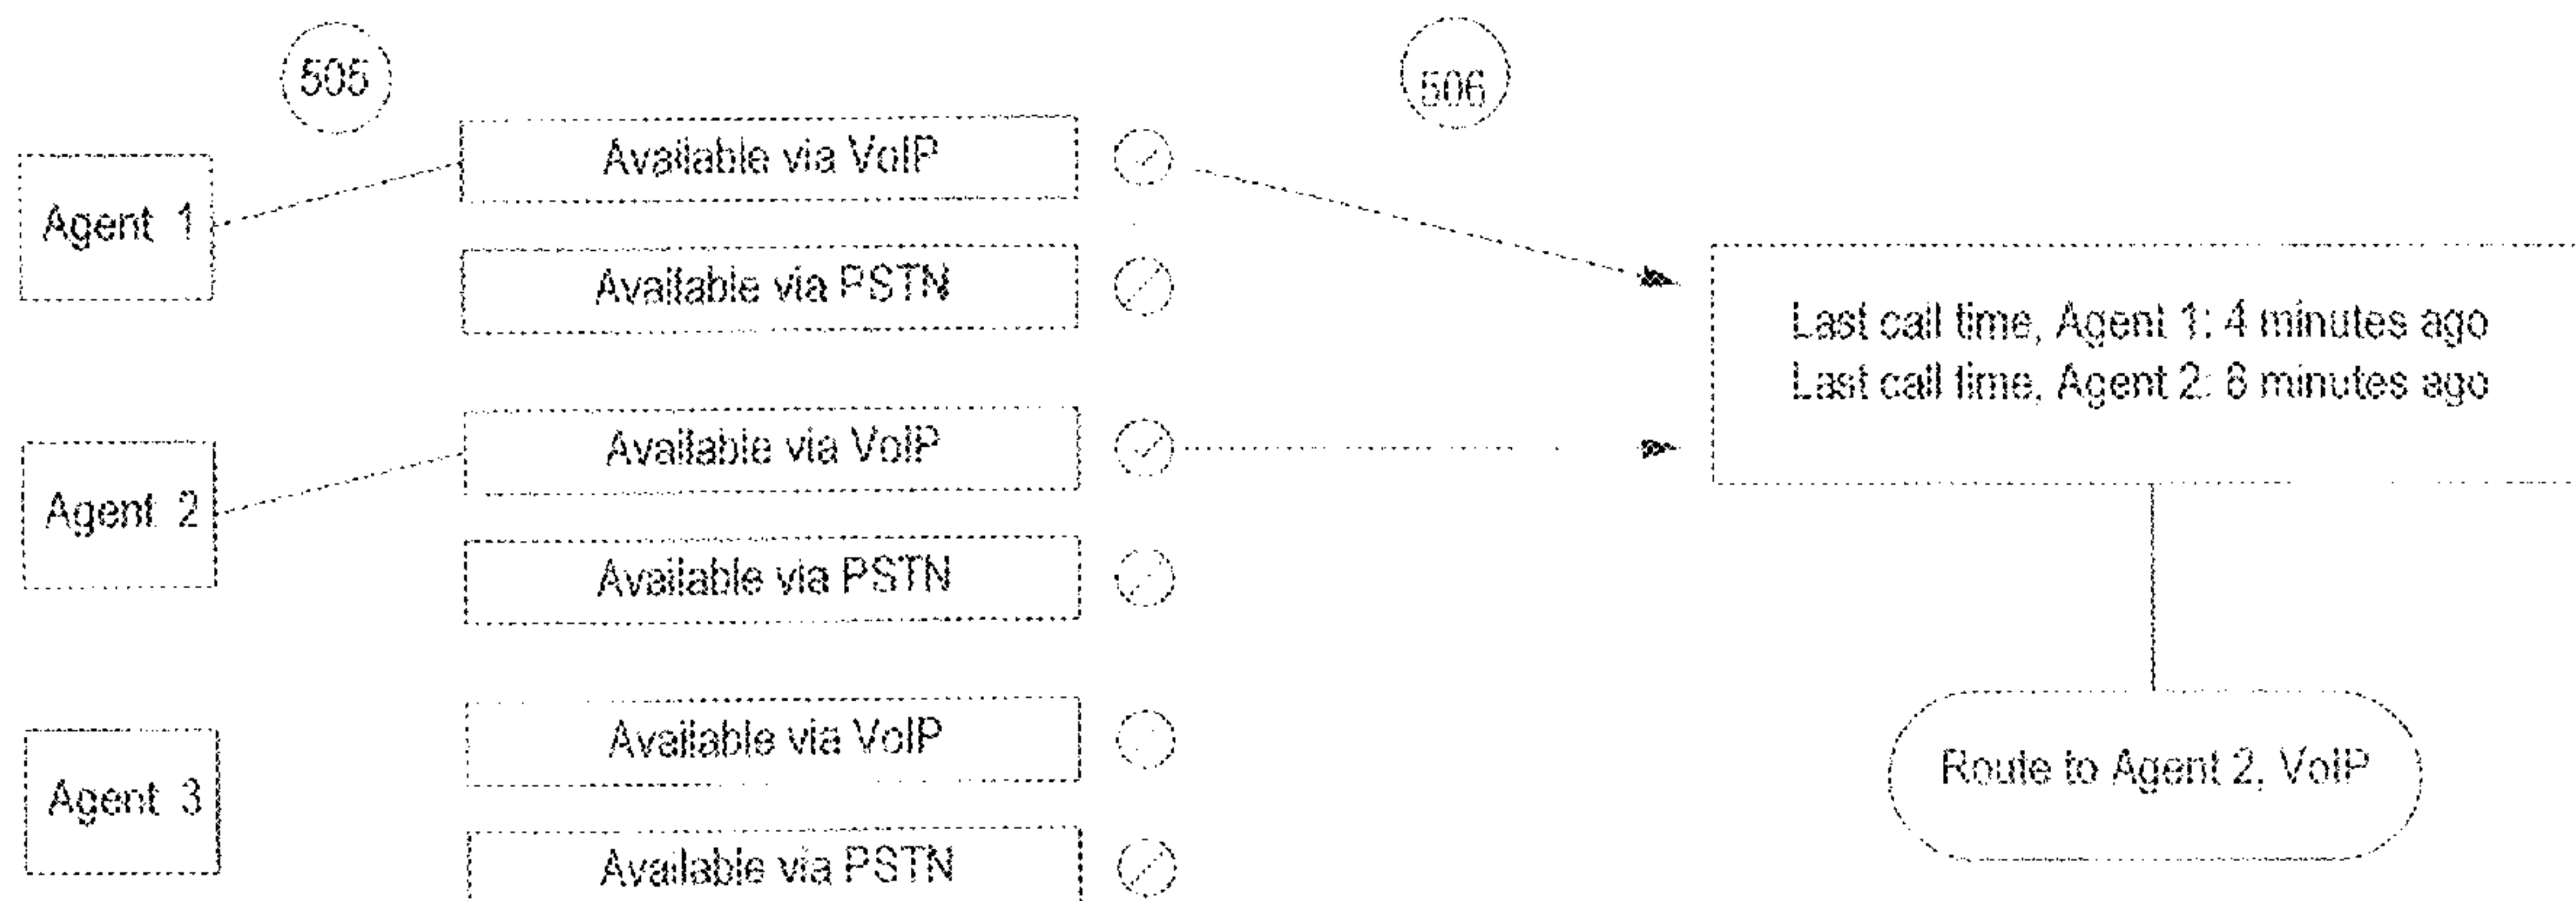 505
506
Agent 1
Available via VoIP
Available via PSTN
Agent 2
Available via VoIP
Available via PSTN
Agent 3
Available via VoIP
Available via PSTN
Last call time, Agent 1: 4 minutes ago
Last call time, Agent 2: 8 minutes ago
Route to Agent 2, VoIP